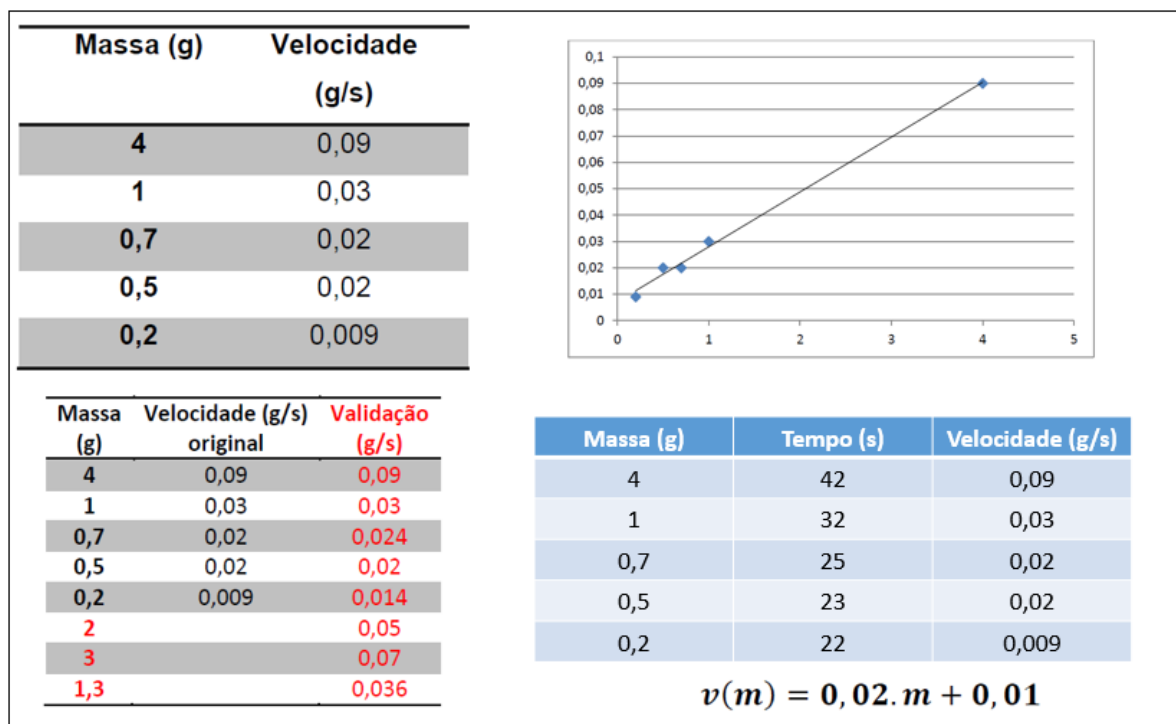 Massa (g) Velocidade
(g/s)
4 0,09
1 0,03
0,7 0,02
0,5 0,02
0,2 0,009
0,1
0,09
0,08
0,07
0,06
0,05
0,04
0,03
0,02
0,01
0
0 1 2 3 4 5
Massa Velocidade (g/s) Validação
(g) original (g/s)
4 0,09 0,09
1 0,03 0,03
0,7 0,02 0,024
0,5 0,02 0,02
0,2 0,009 0,014
2 0,05
3 0,07
1,3 0,036
Massa (g) Tempo (s) Velocidade (g/s)
4 42 0,09
1 32 0,03
0,7 25 0,02
0,5 23 0,02
0,2 22 0,009
v(m) = 0,02.m + 0,01